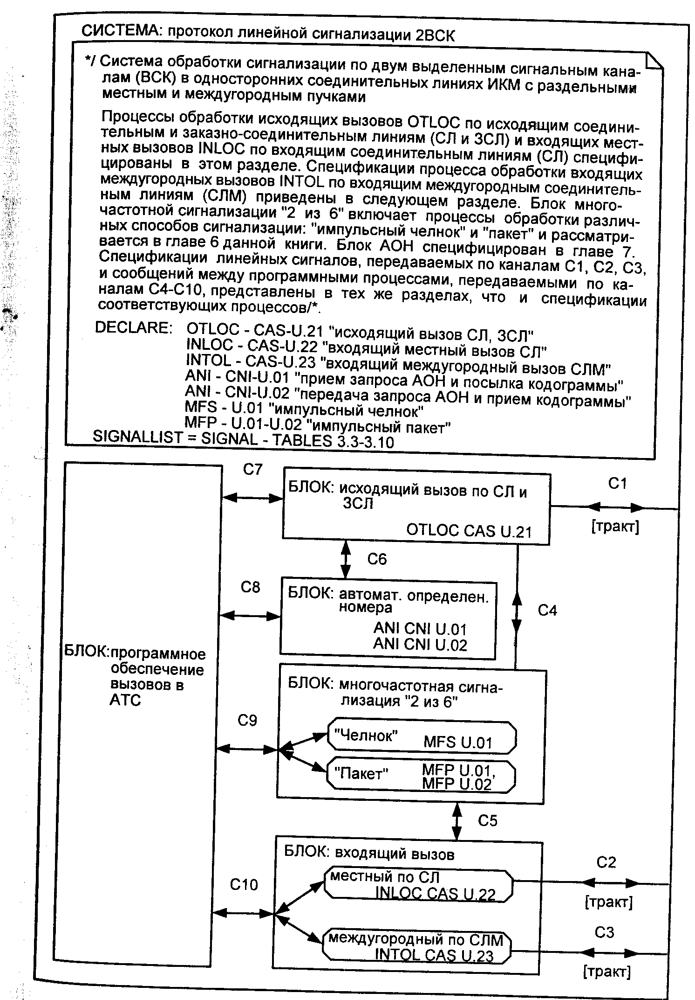 СИСТЕМА: протокол линейной сигнализации 2ВСК
*/ Система обработки сигнализации по двум выделенным сигнальным кана-
лам (ВСК) в односторонних соединительных линиях ИКМ с раздельными
местным и междугородным пучками
Процессы обработки исходящих вызовов OTLOC по исходящим соедини-
тельным и заказно-соединительным линиям (СЛ и ЗСЛ) и входящих мест-
ных вызовов INLOC по входящим соединительным линиям (СЛ) специфи-
цированы в этом разделе. Спецификации процесса обработки входящих
междугородных вызовов INTOL по входящим междугородным соединитель-
ным линиям (СЛМ) приведены в следующем разделе. Блок много-
частотной сигнализации "2 из 6" включает процессы обработки различ-
ных способов сигнализации: "импульсный челнок" и "пакет" и рассматри-
вается в главе 6 данной книги. Блок АОН специфицирован в главе 7.
Спецификации линейных сигналов, передаваемых по каналам С1, С2, С3,
и сообщений между программными процессами, передаваемыми по ка-
налам С4-С10, представлены в тех же разделах, что и спецификации
соответствующих процессов/*.
DECLARE: OTLOC - CAS-U.21 "исходящий вызов СЛ, ЗСЛ"
INLOC - CAS-U.22 "входящий местный вызов СЛ"
INTOL - CAS-U.23 "входящий междугородный вызов СЛМ"
ANI - CNI-U.01 "прием запроса АОН и посылка кодограммы"
ANI - CNI-U.02 "передача запроса АОН и прием кодограммы"
MFS - U.01 "импульсный челнок"
MFP - U.01-U.02 "импульсный пакет"
SIGNALLIST = SIGNAL - TABLES 3.3-3.10
С7
БЛОК: исходящий вызов по СЛ и
ЗСЛ
OTLOC CAS U.21
С1
[тракт]
С6
С8
БЛОК: автомат. определен.
номера
ANI CNI U.01
ANI CNI U.02
С4
БЛОК:программное
обеспечение
вызовов в
АТС
БЛОК: многочастотная сигна-
лизация "2 из 6"
С9
"Челнок" MFS U.01
"Пакет" MFP U.01,
MFP U.02
С5
БЛОК: входящий вызов
С10
местный по СЛ
INLOC CAS U.22
С2
[тракт]
междугородный по СЛМ
INTOL CAS U.23
С3
[тракт]